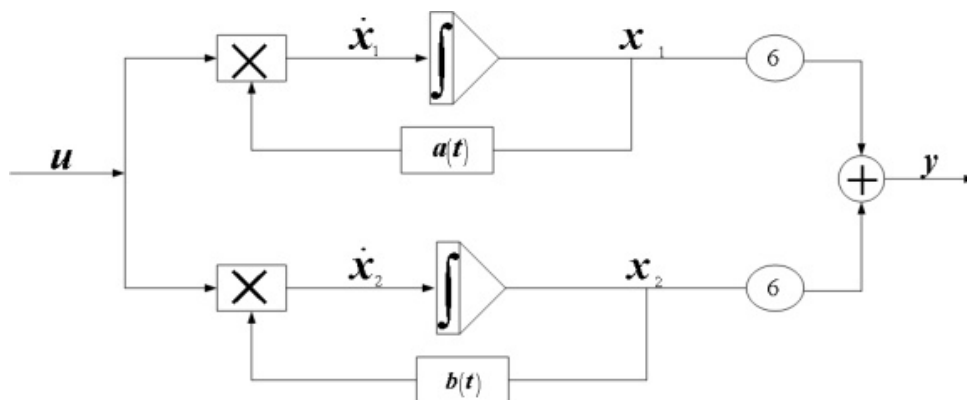 ẋ₁ ∫ x₁ 6
×
a(t)
u + y
ẋ₂ ∫ x₂ 6
×
b(t)